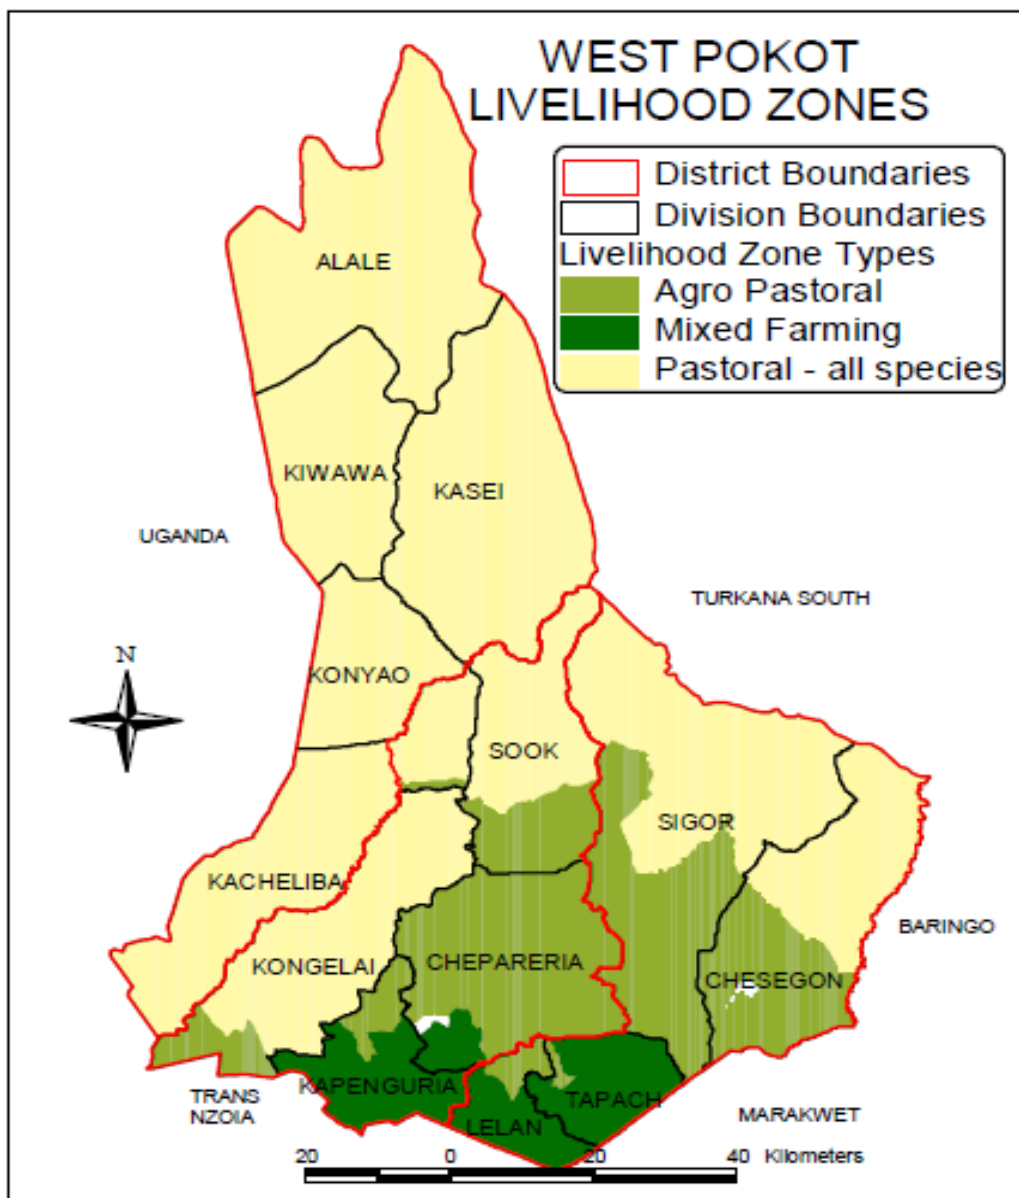 WEST POKOT
LIVELIHOOD ZONES
District Boundaries
Division Boundaries
Livelihood Zone Types
Agro Pastoral
Mixed Farming
Pastoral - all species
ALALE
KIWAWA
KASEI
UGANDA
TURKANA SOUTH
N
KONYAO
SOOK
SIGOR
KACHELIBA
BARINGO
KONGELAI
CHEPARERIA
CHESEGON
KAPENGURIA
TRANS
NZOIA
TAPACH
MARAKWET
LELAN
20 0 20 40 Kilometers